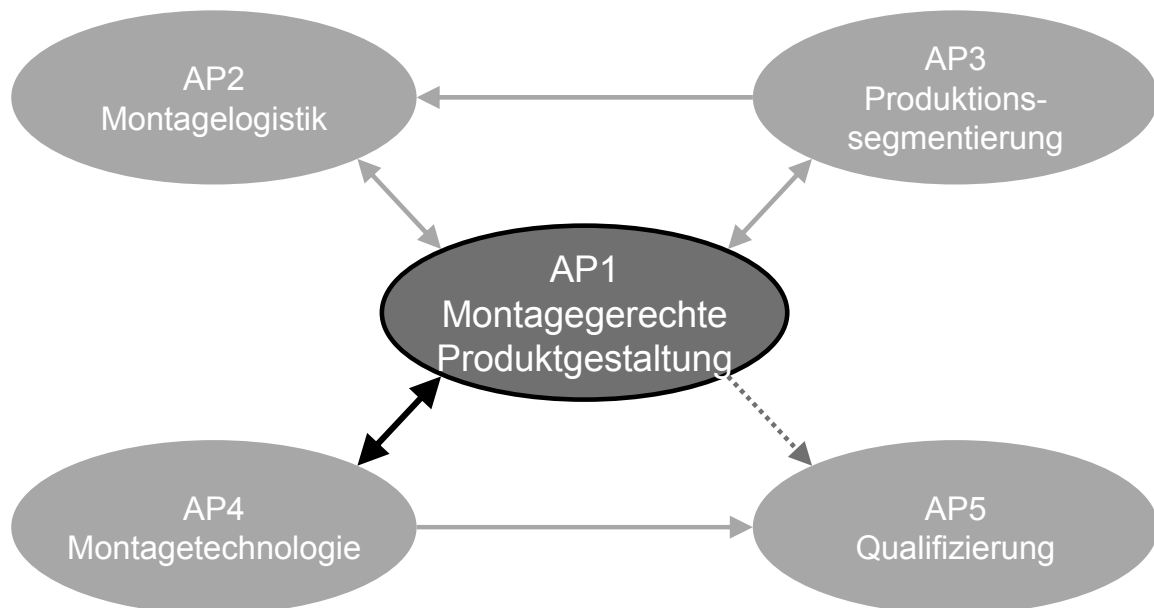 AP2
Montagelogistik
AP3
Produktions-
segmentierung
AP1
Montagegerechte
Produktgestaltung
AP4
Montagetechnologie
AP5
Qualifizierung